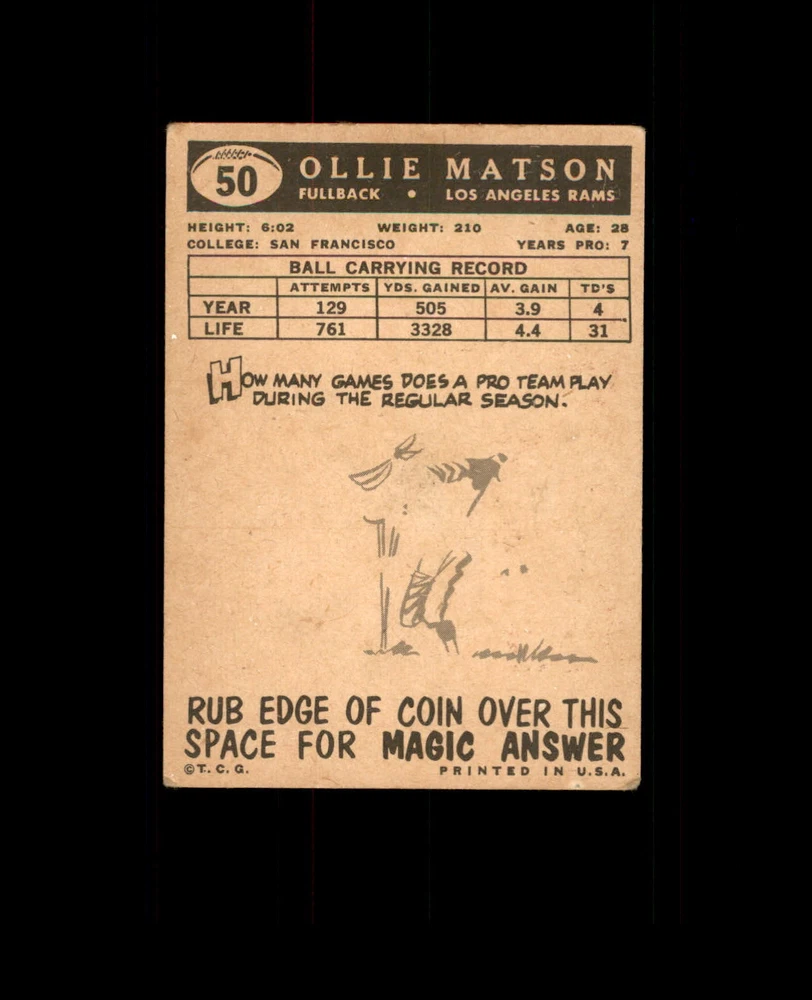 50 OLLIE MATSON
FULLBACK • LOS ANGELES RAMS
HEIGHT: 6:02 WEIGHT: 210 AGE: 28
COLLEGE: SAN FRANCISCO YEARS PRO: 7
BALL CARRYING RECORD
ATTEMPTS YDS. GAINED AV. GAIN TD'S
YEAR 129 505 3.9 4
LIFE 761 3328 4.4 31
HOW MANY GAMES DOES A PRO TEAM PLAY
DURING THE REGULAR SEASON.
RUB EDGE OF COIN OVER THIS
SPACE FOR MAGIC ANSWER
©T.C.G. PRINTED IN U.S.A.